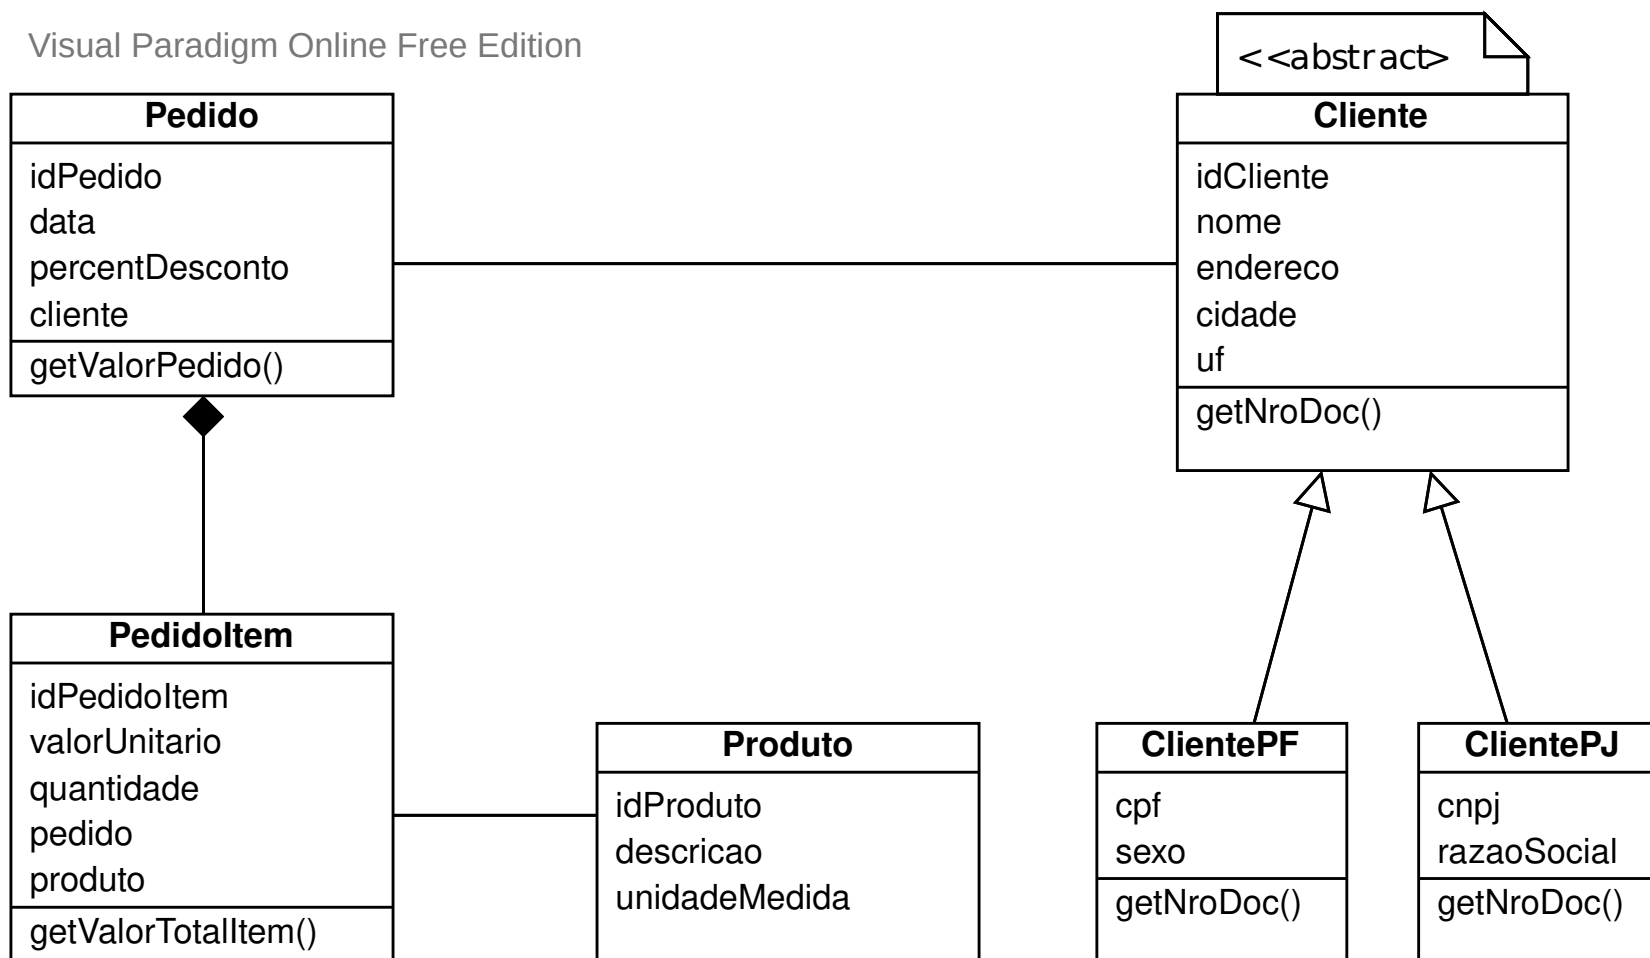 Visual Paradigm Online Free Edition
<<abstract>
Pedido
idPedido
data
percentDesconto
cliente
getValorPedido()
Cliente
idCliente
nome
endereco
cidade
uf
getNroDoc()
PedidoItem
idPedidoItem
valorUnitario
quantidade
pedido
produto
getValorTotalItem()
Produto
idProduto
descricao
unidadeMedida
ClientePF
cpf
sexo
getNroDoc()
ClientePJ
cnpj
razaoSocial
getNroDoc()